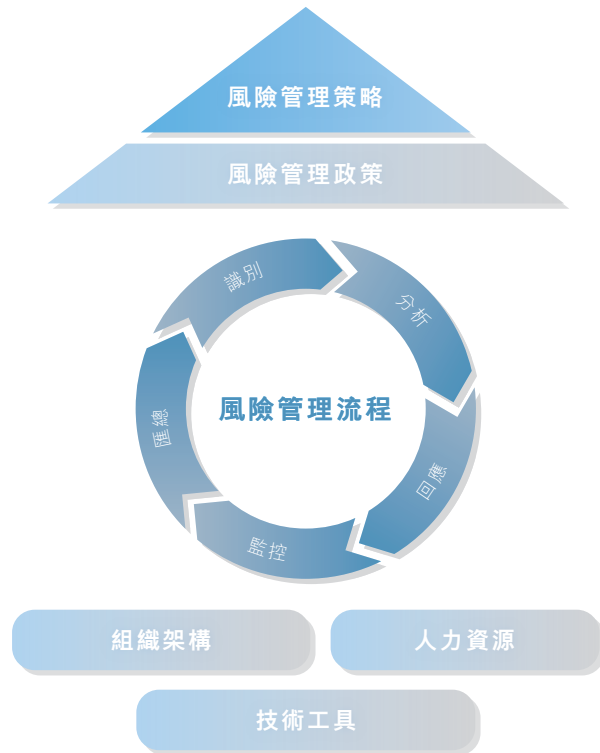 風險管理策略
風險管理政策
識別
分析
風險管理流程
匯總
回應
監控
組織架構
人力資源
技術工具